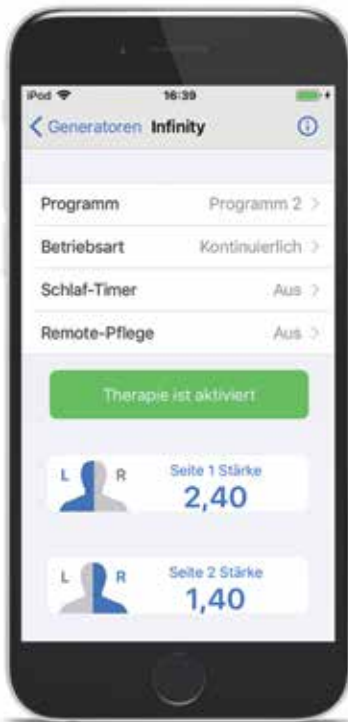 iPod 16:39
Generatoren Infinity
Programm Programm 2
Betriebsart Kontinuierlich
Schlaf-Timer Aus
Remote-Pflege Aus
Therapie ist aktiviert
L R Seite 1 Stärke
2,40
L R Seite 2 Stärke
1,40